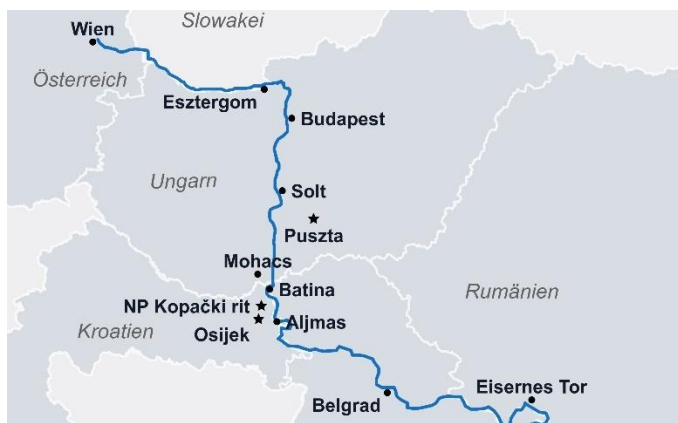 Slowakei
Wien
Österreich
Esztergom
Budapest
Ungarn
Solt
Puszta
Mohacs
Batina
Rumänien
NP Kopački rit
Aljmas
Kroatien
Osijek
Eisernes Tor
Belgrad